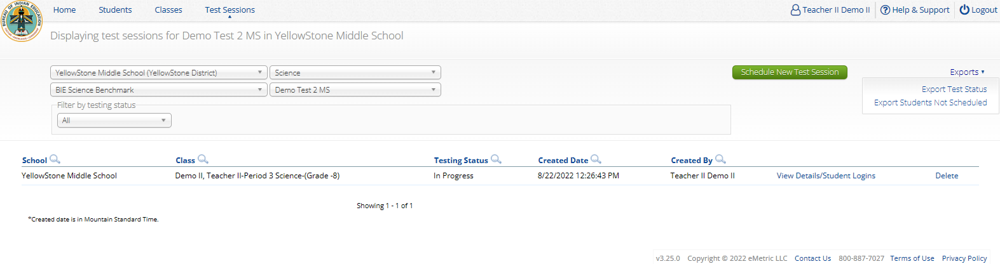 BUREAU OF INDIAN EDUCATION
Home Students Classes Test Sessions Teacher II Demo II Help & Support Logout
Displaying test sessions for Demo Test 2 MS in YellowStone Middle School
YellowStone Middle School (YellowStone District) Science Schedule New Test Session Exports
BIE Science Benchmark Demo Test 2 MS Export Test Status
Filter by testing status Export Students Not Scheduled
All
School Class Testing Status Created Date Created By
YellowStone Middle School Demo II, Teacher II-Period 3 Science-(Grade -8) In Progress 8/22/2022 12:26:43 PM Teacher II Demo II View Details/Student Logins Delete
Showing 1 - 1 of 1
*Created date is in Mountain Standard Time.
v3.25.0 Copyright © 2022 eMetric LLC Contact Us 800-887-7027 Terms of Use Privacy Policy